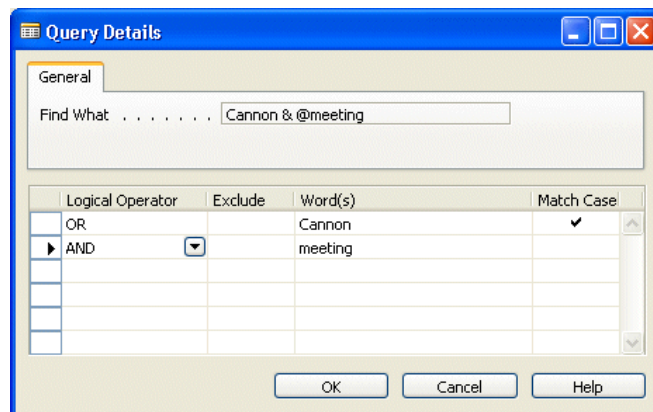 Query Details
General
Find What . . . . . . . Cannon & @meeting
Logical Operator Exclude Word(s) Match Case
OR Cannon
AND meeting
OK Cancel Help